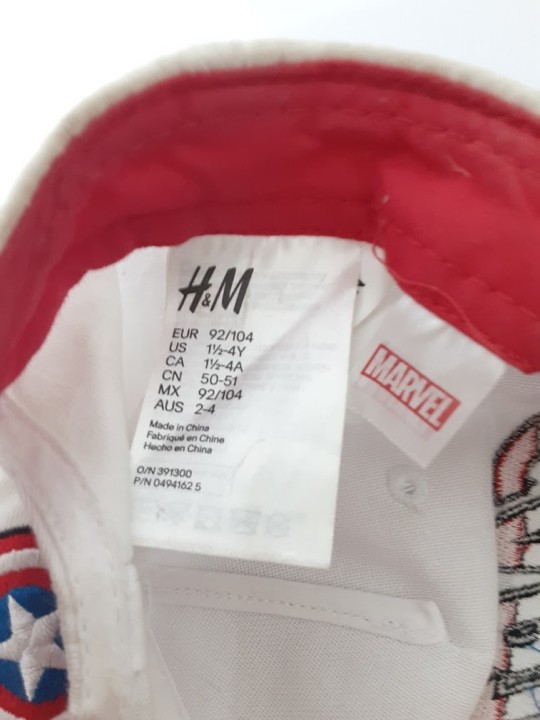 H&M
EUR 92/104
US 1½-4Y
CA 1½-4A
CN 50-51
MX 92/104
AUS 2-4
Made in China
Fabriqué en Chine
Hecho en China
O/N 391300
P/N 0494162 5
MARVEL